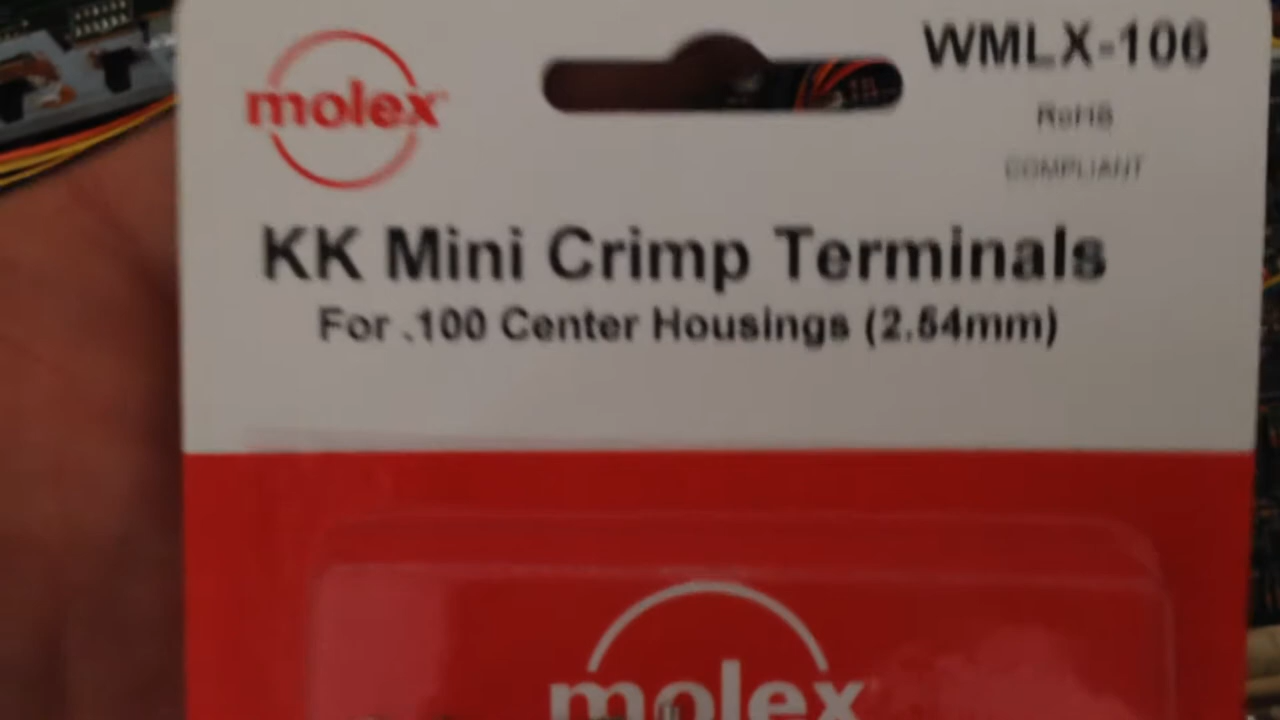 molex
WMLX-106
RoHS
COMPLIANT
KK Mini Crimp Terminals
For .100 Center Housings (2.54mm)
molex